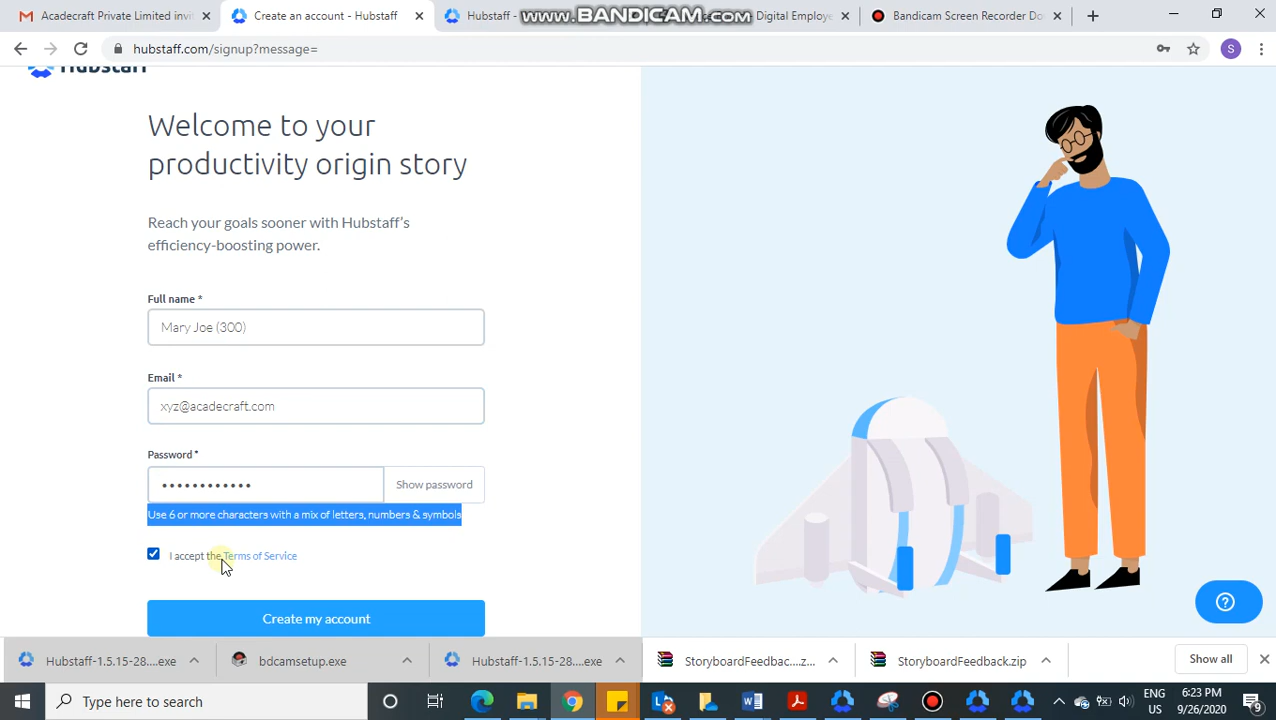 Acadecraft Private Limited invi
Create an account - Hubstaff
Hubstaff -
www.BANDICAM.com
Digital Employe
Bandicam Screen Recorder Do
hubstaff.com/signup?message=
S
Hubstaff
Welcome to your
productivity origin story
Reach your goals sooner with Hubstaff's
efficiency-boosting power.
Full name *
Mary Joe (300)
Email *
xyz@acadecraft.com
Password *
Show password
Use 6 or more characters with a mix of letters, numbers & symbols
I accept the Terms of Service
Create my account
Hubstaff-1.5.15-28....exe
bdcamsetup.exe
Hubstaff-1.5.15-28....exe
StoryboardFeedbac....z...
StoryboardFeedback.zip
Show all
Type here to search
ENG
US
6:23 PM
9/26/2020
9